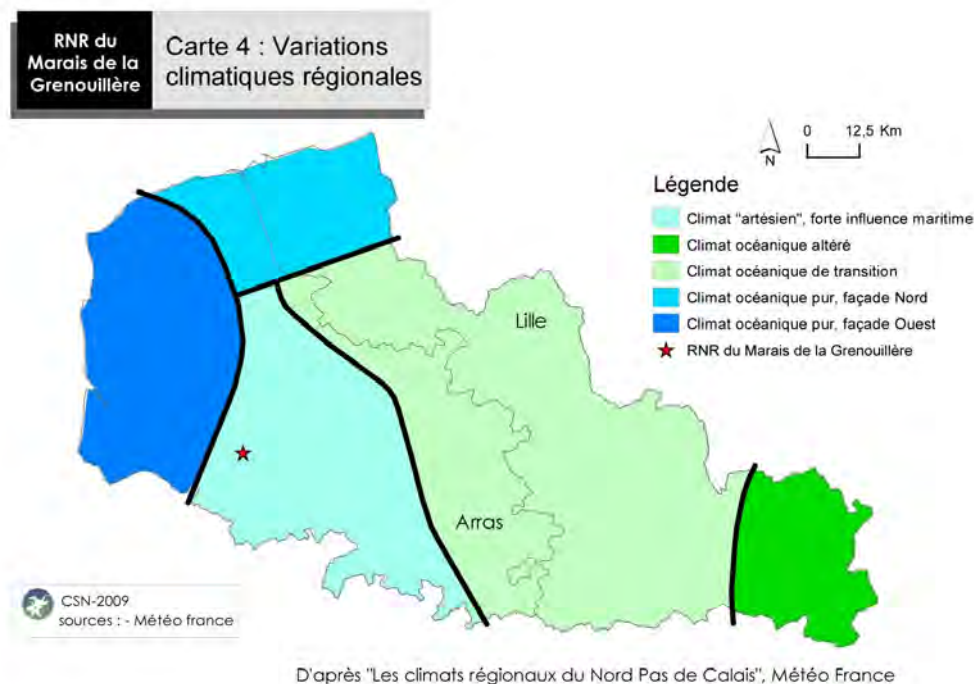 RNR du
Marais de la
Grenouillère
Carte 4 : Variations
climatiques régionales
0 12,5 Km
N
Légende
Climat "artésien", forte influence maritime
Climat océanique altéré
Climat océanique de transition
Climat océanique pur, façade Nord
Climat océanique pur, façade Ouest
RNR du Marais de la Grenouillère
Lille
Arras
CSN-2009
sources : - Météo france
D'après "Les climats régionaux du Nord Pas de Calais", Météo France